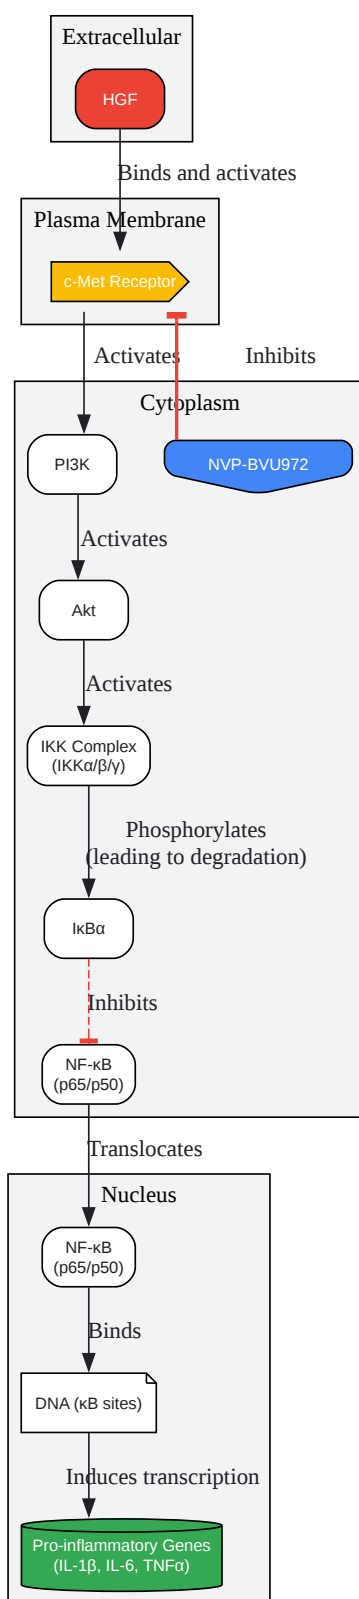 Extracellular
HGF
Binds and activates
Plasma Membrane
c-Met Receptor
Activates
Inhibits
Cytoplasm
PI3K
NVP-BVU972
Activates
Akt
Activates
IKK Complex
(IKKα/β/γ)
Phosphorylates
(leading to degradation)
IκBα
Inhibits
NF-κB
(p65/p50)
Translocates
Nucleus
NF-κB
(p65/p50)
Binds
DNA (κB sites)
Induces transcription
Pro-inflammatory Genes
(IL-1β, IL-6, TNFα)